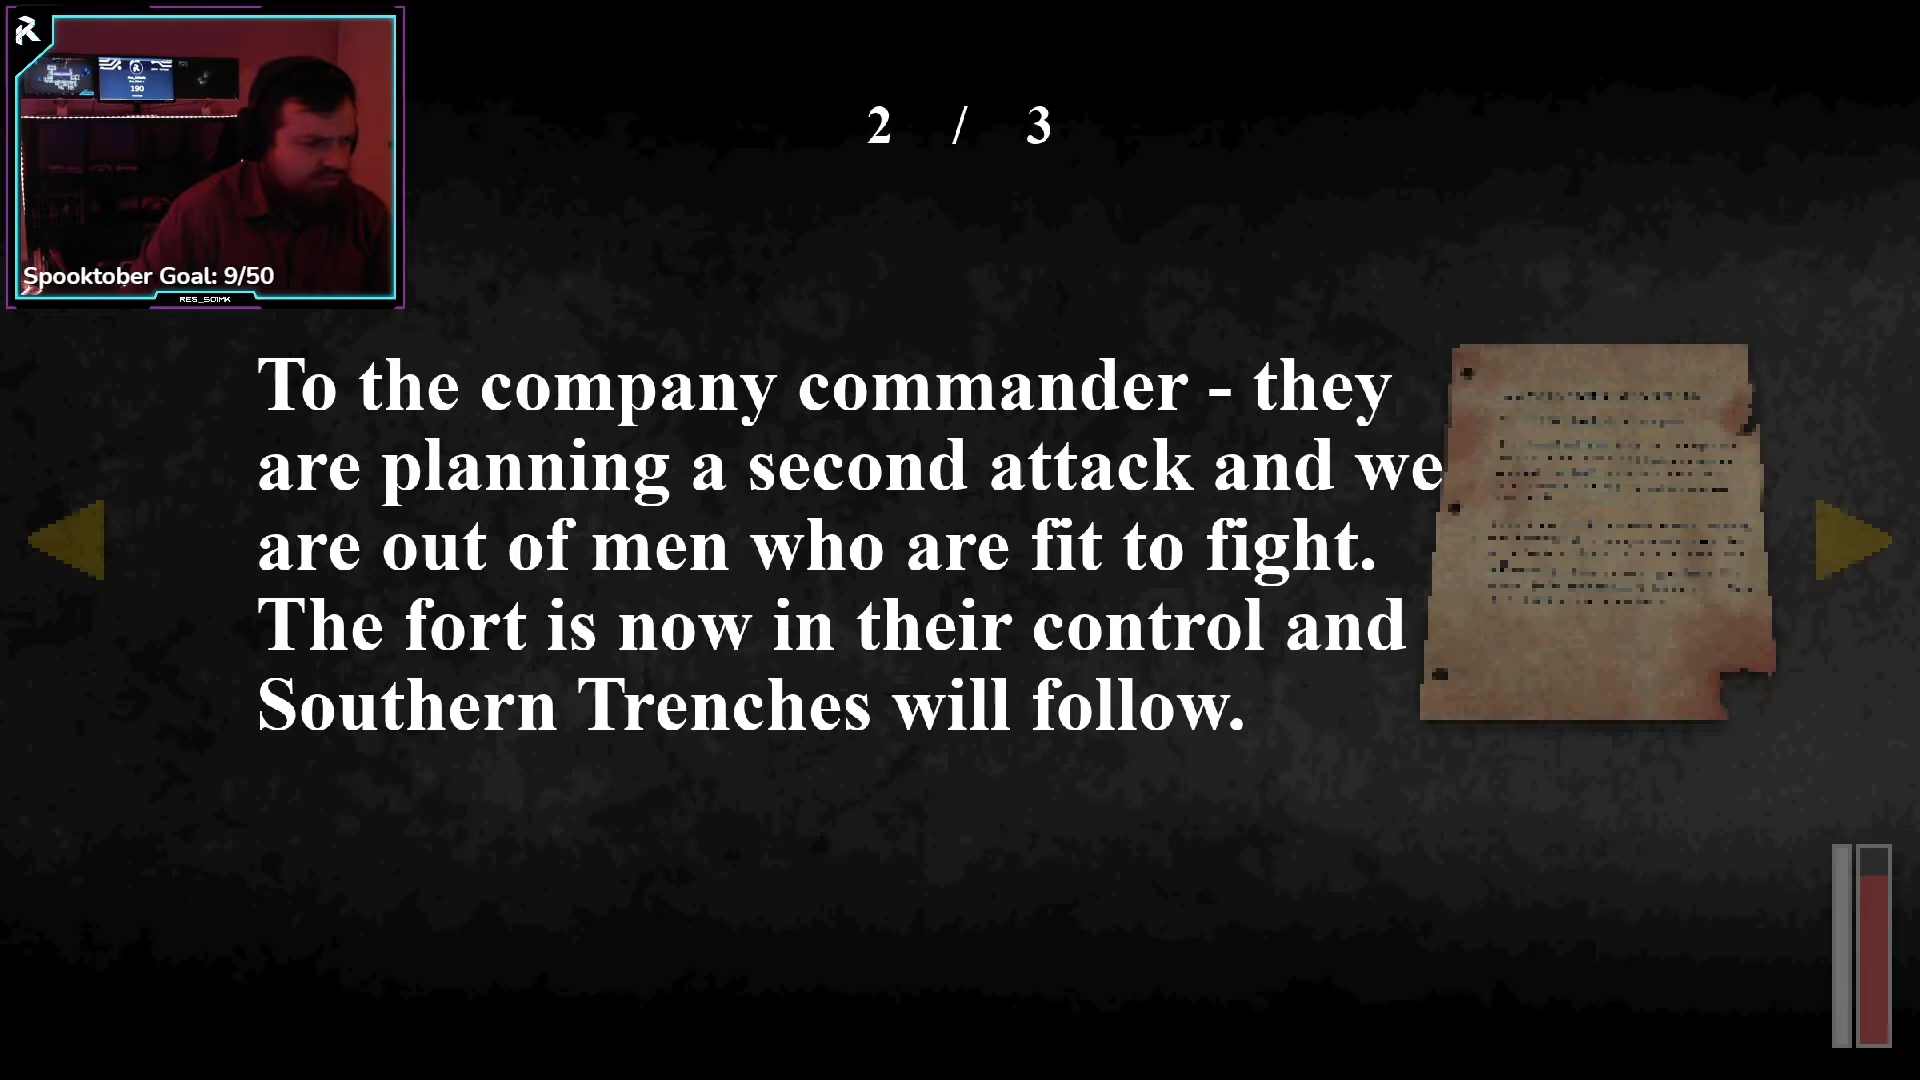 2 / 3
190
Spooktober Goal: 9/50
RES_SOIMK
To the company commander - they
are planning a second attack and we
are out of men who are fit to fight.
The fort is now in their control and
Southern Trenches will follow.